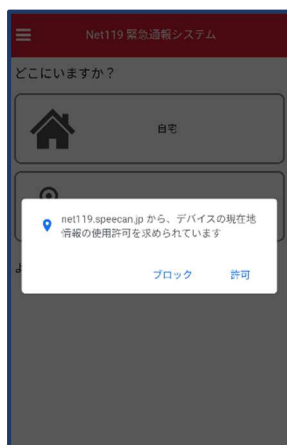 Net119 緊急通報システム
どこにいますか？
自宅
net119.speecan.jp から、デバイスの現在地
情報の使用許可を求められています
ブロック
許可
よ